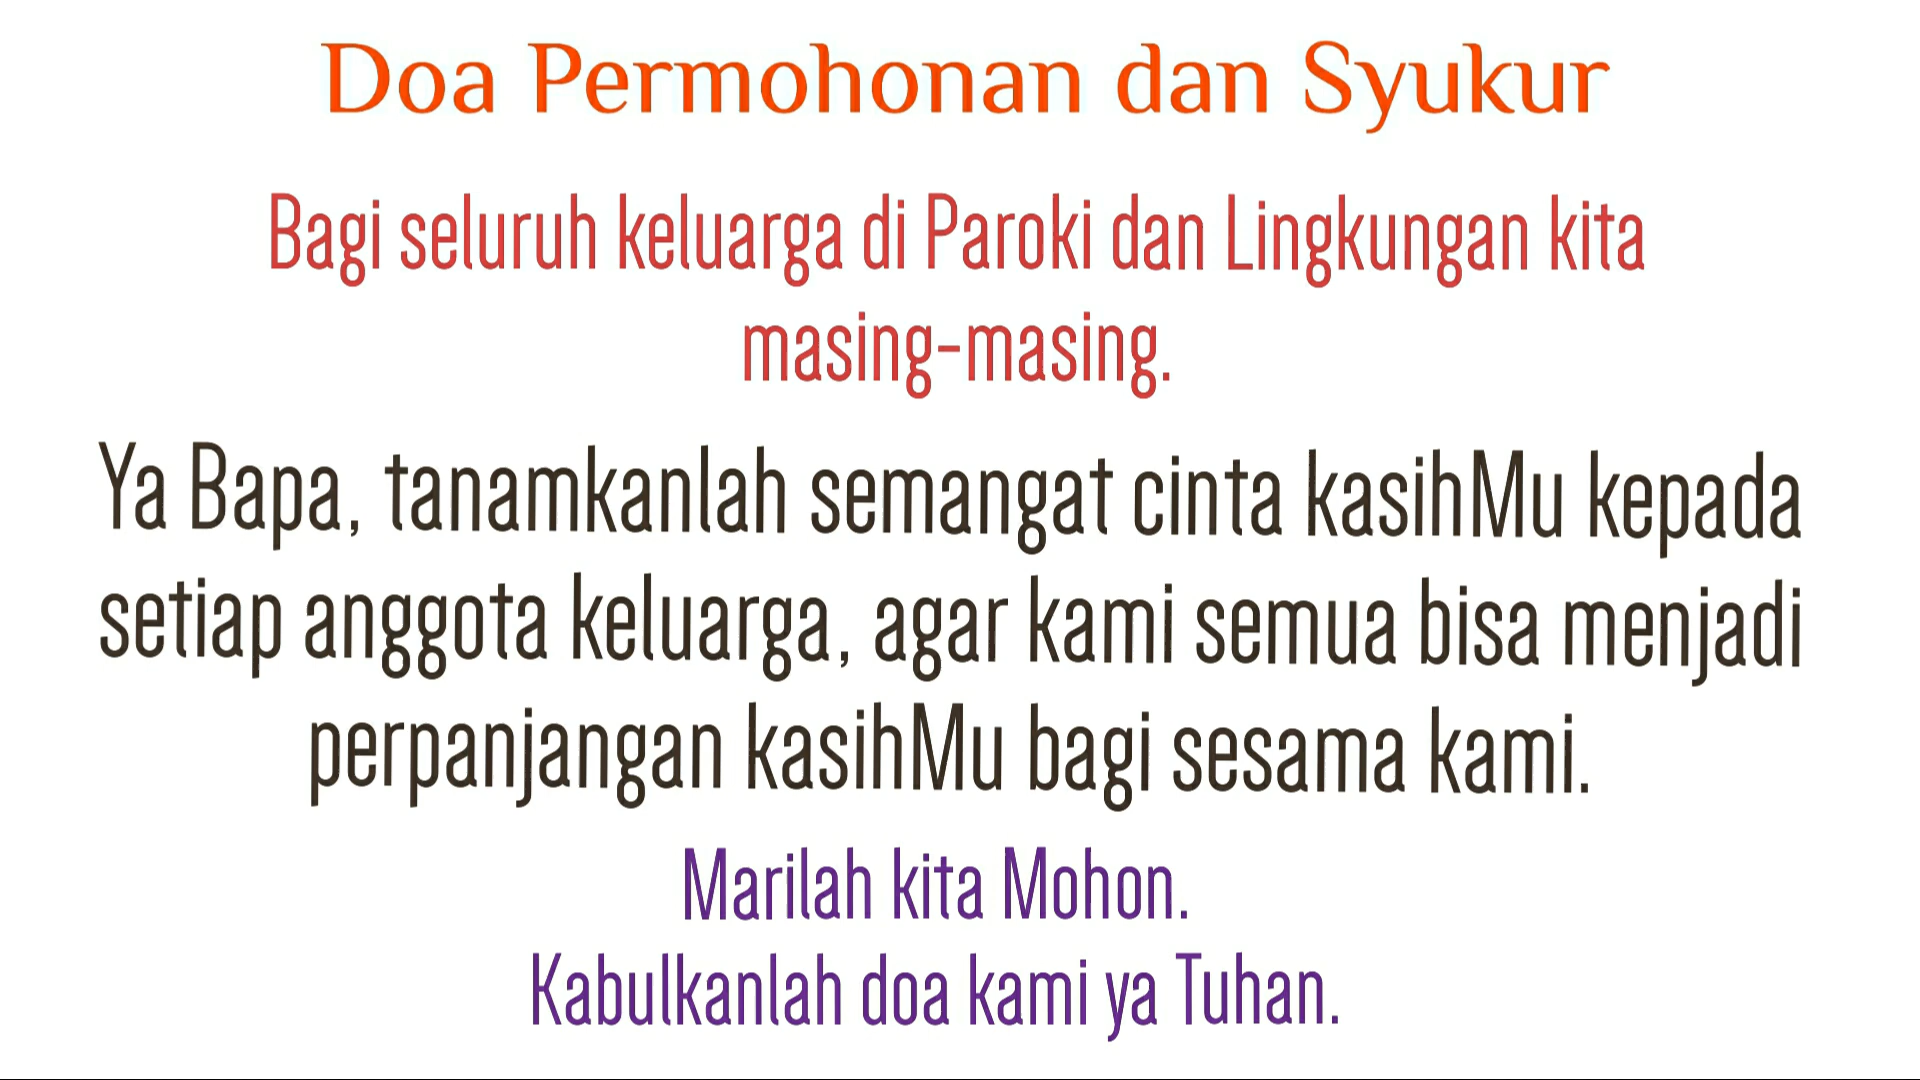 Doa Permohonan dan Syukur
Bagi seluruh keluarga di Paroki dan Lingkungan kita
masing-masing.
Ya Bapa, tanamkanlah semangat cinta kasihMu kepada
setiap anggota keluarga, agar kami semua bisa menjadi
perpanjangan kasihMu bagi sesama kami.
Marilah kita Mohon.
Kabulkanlah doa kami ya Tuhan.